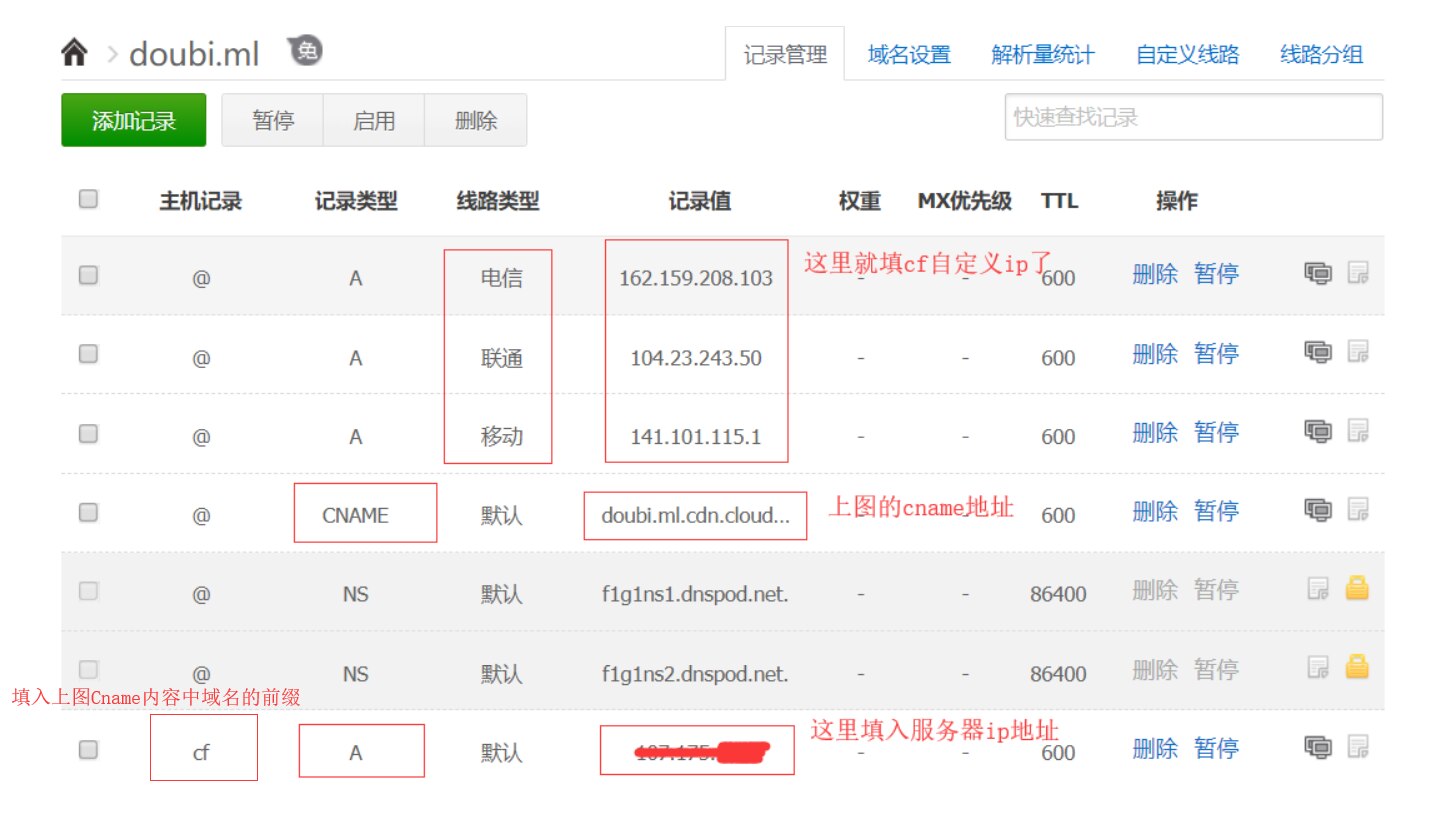 doubi.ml 免 记录管理 域名设置 解析量统计 自定义线路 线路分组
添加记录 暂停 启用 删除 快速查找记录
主机记录 记录类型 线路类型 记录值 权重 MX优先级 TTL 操作
这里就填cf自定义ip了
@ A 电信 162.159.208.103 - - 600 删除 暂停
@ A 联通 104.23.243.50 - - 600 删除 暂停
@ A 移动 141.101.115.1 - - 600 删除 暂停
@ CNAME 默认 doubi.ml.cdn.cloud... 上图的cname地址 - - 600 删除 暂停
@ NS 默认 f1g1ns1.dnspod.net. - - 86400 删除 暂停
@ NS 默认 f1g1ns2.dnspod.net. - - 86400 删除 暂停
填入上图Cname内容中域名的前缀
这里填入服务器ip地址
cf A 默认 - - 600 删除 暂停